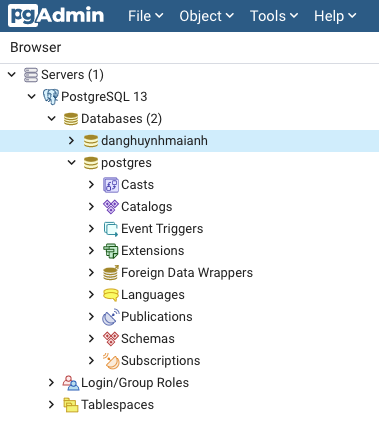 pgAdmin File Object Tools Help
Browser
Servers (1)
PostgreSQL 13
Databases (2)
danghuynhmaianh
postgres
Casts
Catalogs
Event Triggers
Extensions
Foreign Data Wrappers
Languages
Publications
Schemas
Subscriptions
Login/Group Roles
Tablespaces